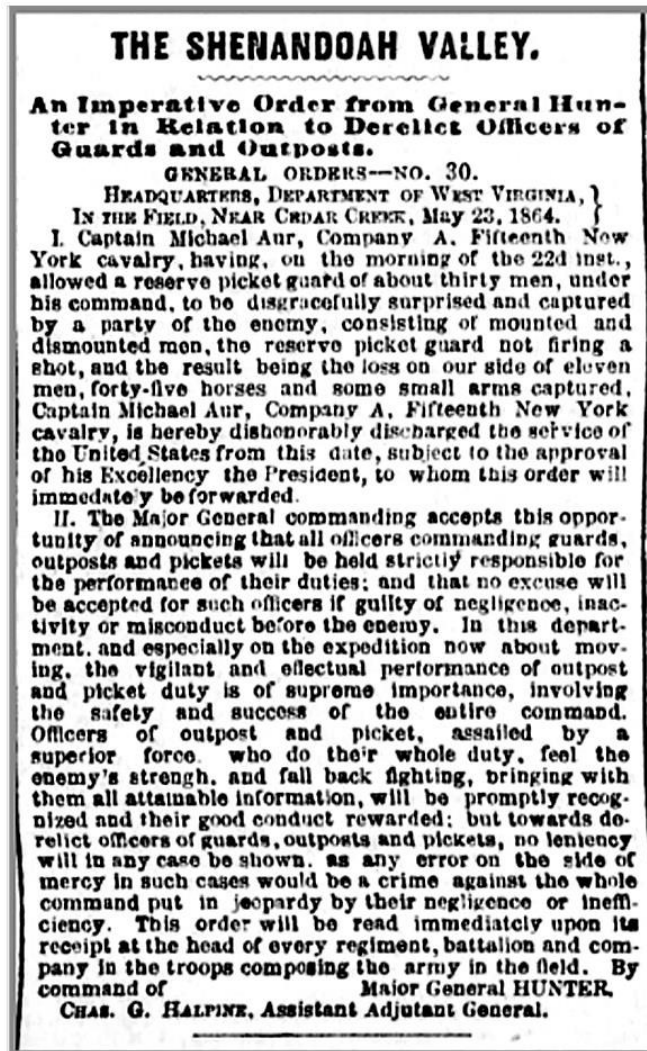 THE SHENANDOAH VALLEY.
An Imperative Order from General Hun-
ter in Relation to Derelict Officers of
Guards and Outposts.
GENERAL ORDERS—NO. 30.
HEADQUARTERS, DEPARTMENT OF WEST VIRGINIA,
IN THE FIELD, NEAR CEDAR CREEK, May 23, 1864.
I. Captain Michael Aur, Company A, Fifteenth New
York cavalry, having, on the morning of the 22d inst.,
allowed a reserve picket guard of about thirty men, under
his command, to be disgracefully surprised and captured
by a party of the enemy, consisting of mounted and
dismounted men, the reserve picket guard not firing a
shot, and the result being the loss on our side of eleven
men, forty-five horses and some small arms captured,
Captain Michael Aur, Company A, Fifteenth New York
cavalry, is hereby dishonorably discharged the service of
the United States from this date, subject to the approval
of his Excellency the President, to whom this order will
immedate'y be forwarded.
II. The Major General commanding accepts this oppor-
tunity of announcing that all officers commanding guards,
outposts and pickets will be held strictly responsible for
the performance of their duties; and that no excuse will
be accepted for such officers if guilty of negligence, inac-
tivity or misconduct before the enemy. In this depart-
ment, and especially on the expedition now about mov-
ing, the vigilant and effectual performance of outpost
and picket duty is of supreme importance, involving
the safety and success of the entire command.
Officers of outpost and picket, assailed by a
superior force, who do their whole duty, feel the
enemy's strengh, and fall back fighting, bringing with
them all attainable information, will be promptly recog-
nized and their good conduct rewarded; but towards de-
relict officers of guards, outposts and pickets, no leniency
will in any case be shown, as any error on the side of
mercy in such cases would be a crime against the whole
command put in jeopardy by their negligence or ineffi-
ciency. This order will be read immediately upon its
receipt at the head of every regiment, battalion and com-
pany in the troops composing the army in the field. By
command of Major General HUNTER.
CHAS. G. HALPINE, Assistant Adjutant General.